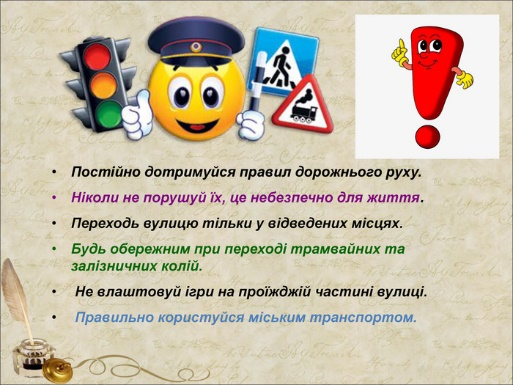 • Постійно дотримуйся правил дорожнього руху.
• Ніколи не порушуй їх, це небезпечно для життя.
• Переходь вулицю тільки у відведених місцях.
• Будь обережним при переході трамвайних та
залізничних колій.
• Не влаштовуй ігри на проїжджій частині вулиці.
• Правильно користуйся міським транспортом.